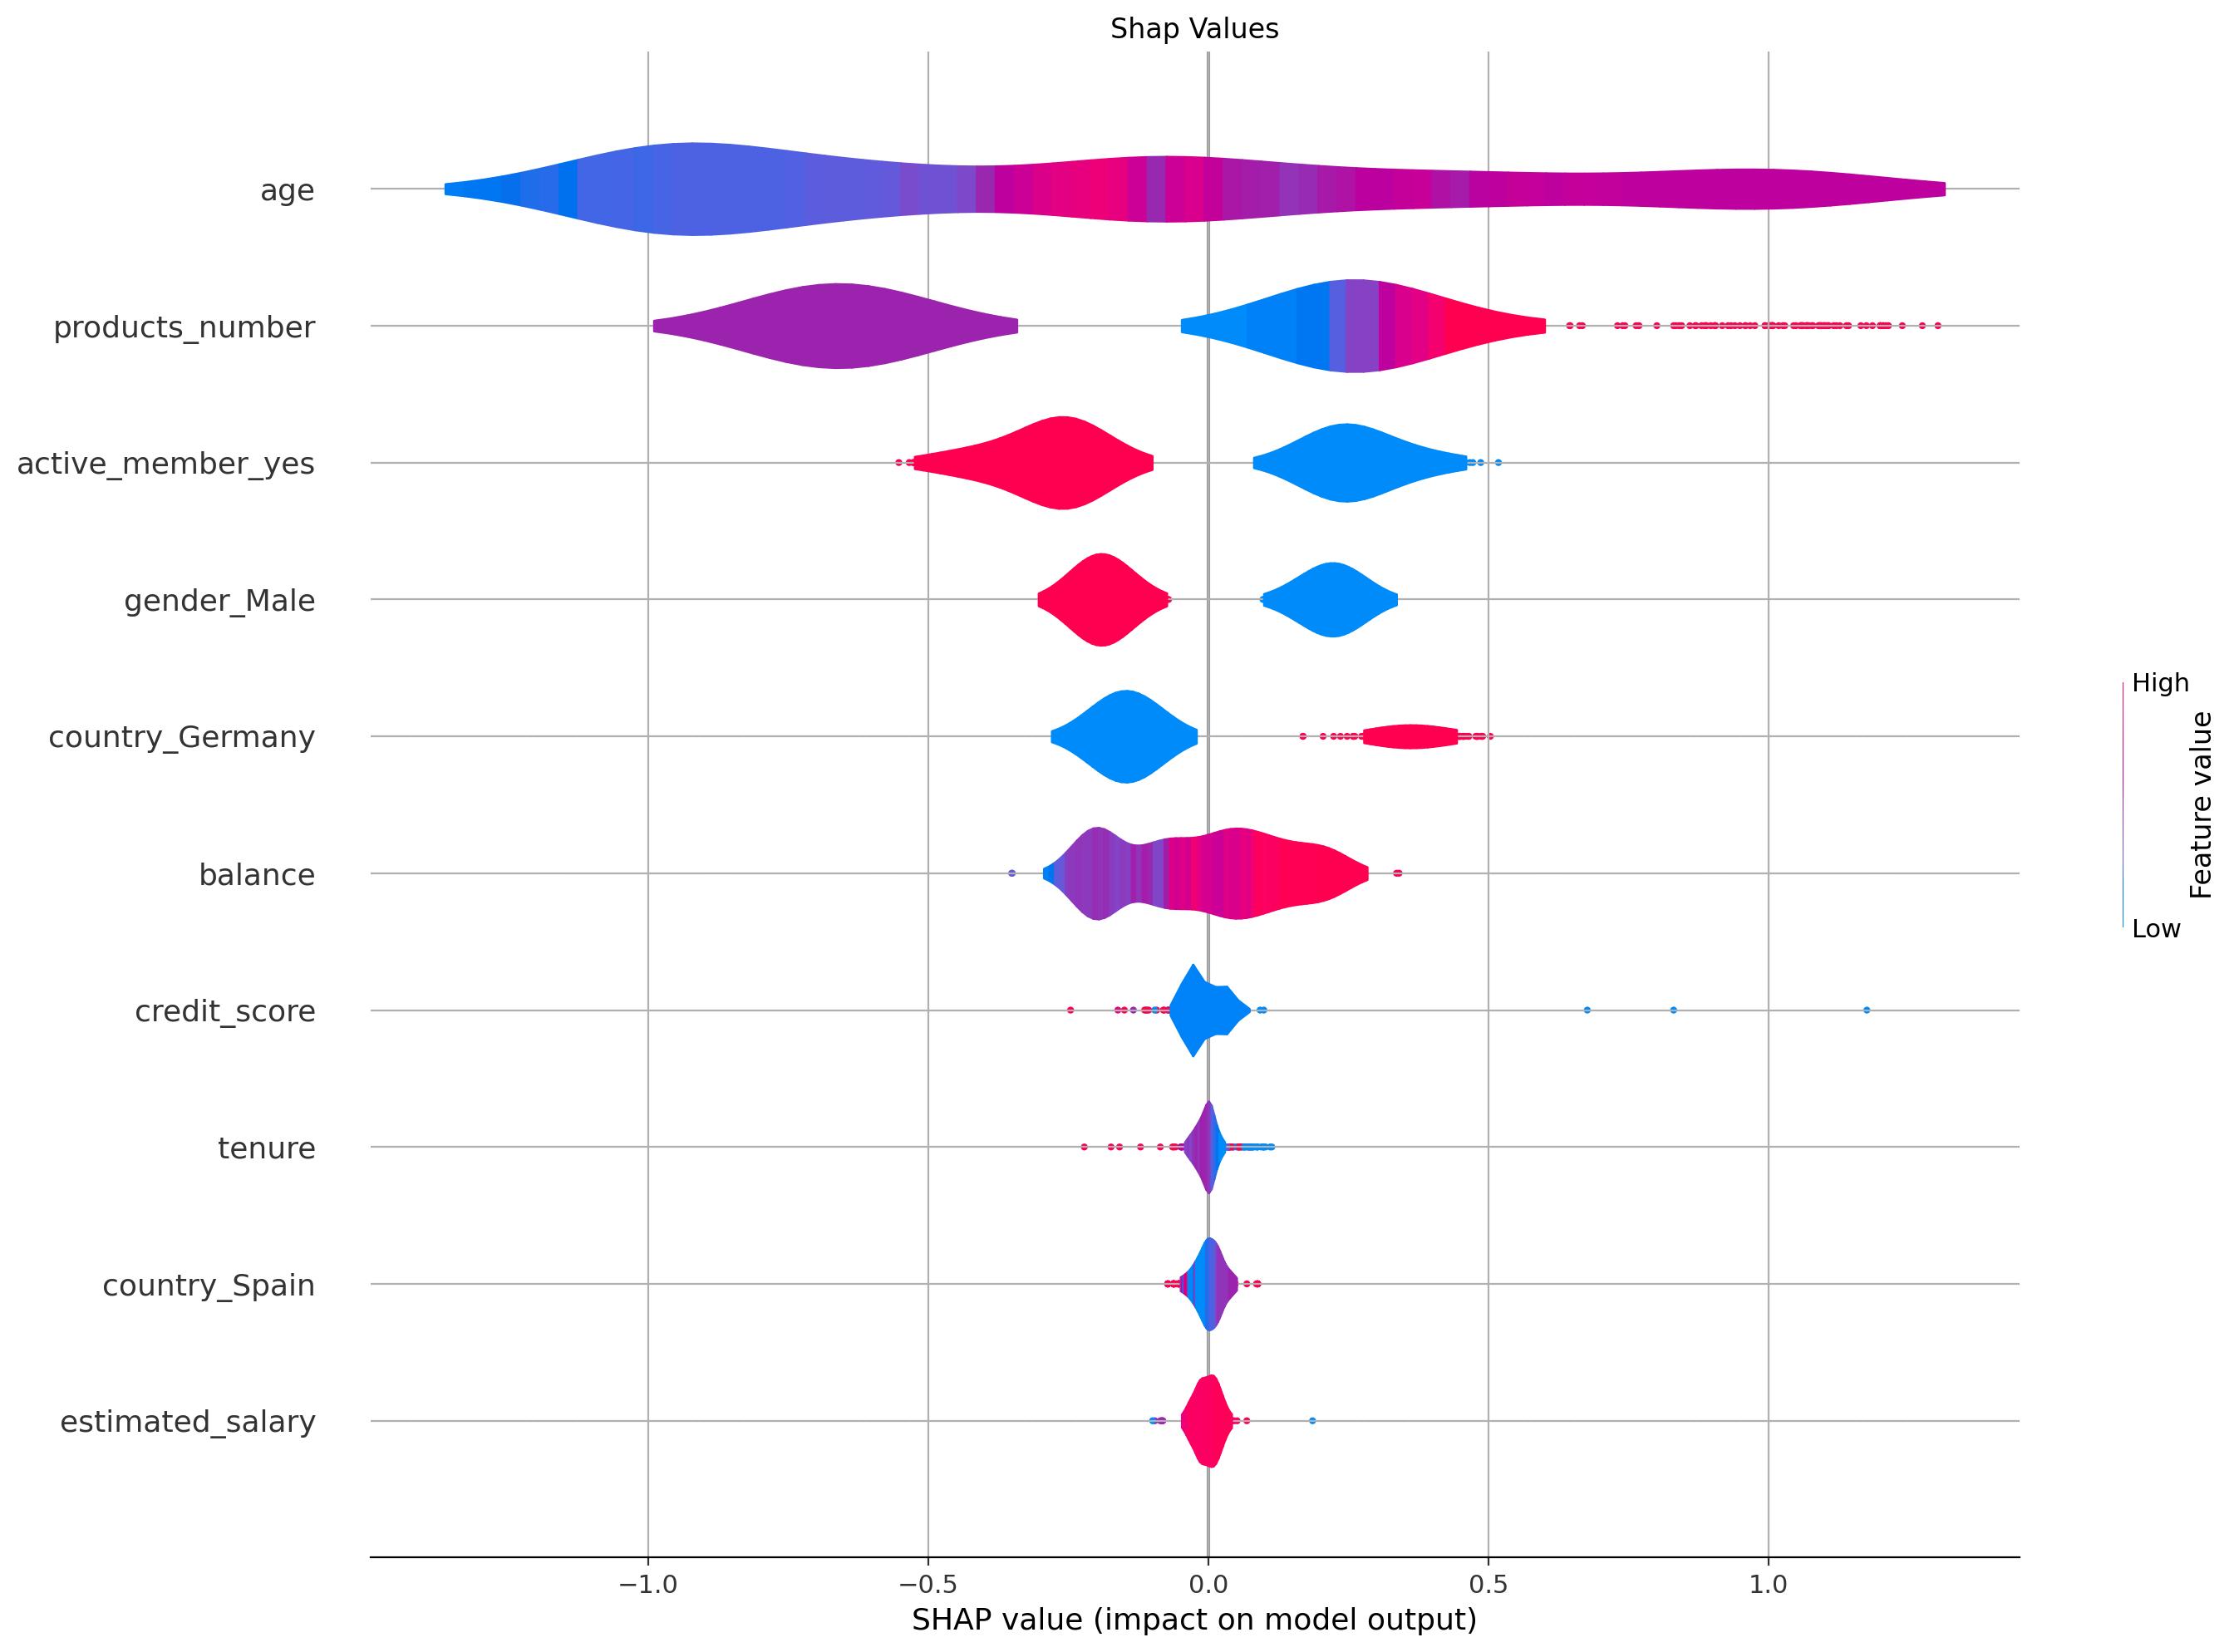 Shap Values
age
products_number
active_member_yes
gender_Male
country_Germany
balance
credit_score
tenure
country_Spain
estimated_salary
−1.0 −0.5 0.0 0.5 1.0
SHAP value (impact on model output)
High
Feature value
Low